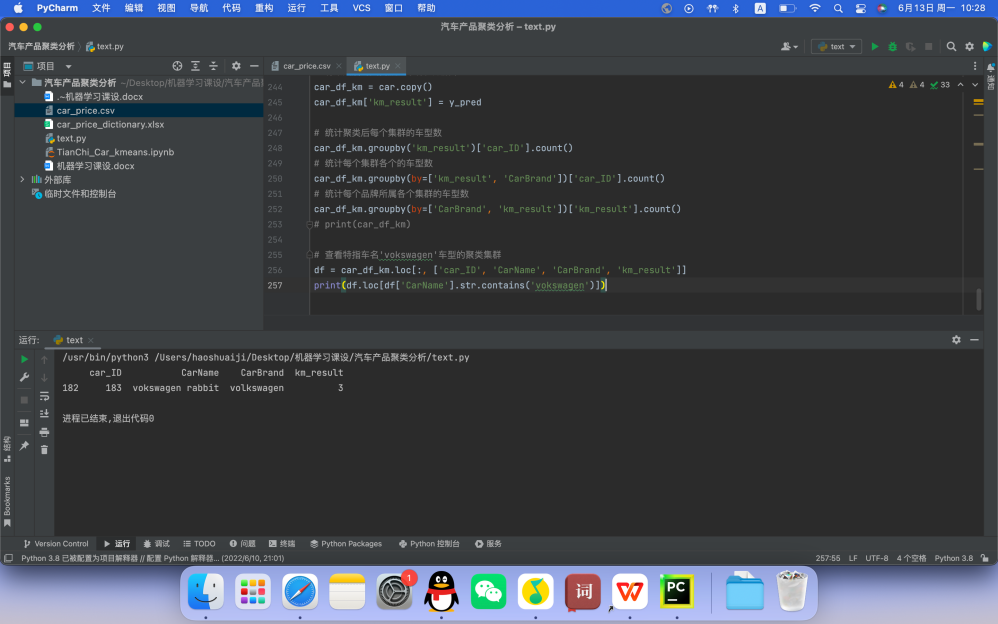 PyCharm 文件 编辑 视图 导航 代码 重构 运行 工具 VCS 窗口 帮助 A 6月13日 周一 10:28
汽车产品聚类分析 – text.py
汽车产品聚类分析 text.py text
项目 car_price.csv text.py
汽车产品聚类分析 ~/Desktop/机器学习课设/汽车产品
.~机器学习课设.docx
car_price.csv
car_price_dictionary.xlsx
text.py
TianChi_Car_kmeans.ipynb
机器学习课设.docx
外部库
临时文件和控制台
项目
通知
4 4 33
244 car_df_km = car.copy()
245 car_df_km['km_result'] = y_pred
246
247 # 统计聚类后每个集群的车型数
248 car_df_km.groupby('km_result')['car_ID'].count()
249 # 统计每个集群各个的车型数
250 car_df_km.groupby(by=['km_result', 'CarBrand'])['car_ID'].count()
251 # 统计每个品牌所属各个集群的车型数
252 car_df_km.groupby(by=['CarBrand', 'km_result'])['km_result'].count()
253 # print(car_df_km)
254
255 # 查看特指车名'vokswagen'车型的聚类集群
256 df = car_df_km.loc[:, ['car_ID', 'CarName', 'CarBrand', 'km_result']]
257 print(df.loc[df['CarName'].str.contains('vokswagen')])
运行: text
/usr/bin/python3 /Users/haoshuaiji/Desktop/机器学习课设/汽车产品聚类分析/text.py
car_ID CarName CarBrand km_result
182 183 vokswagen rabbit volkswagen 3
进程已结束,退出代码0
结构
Bookmarks
Version Control 运行 调试 TODO 问题 终端 Python Packages Python 控制台 服务
Python 3.8 已被配置为项目解释器 // 配置 Python 解释器... (2022/6/10, 21:01) 257:55 LF UTF-8 4 个空格 Python 3.8
1
词
W
PC